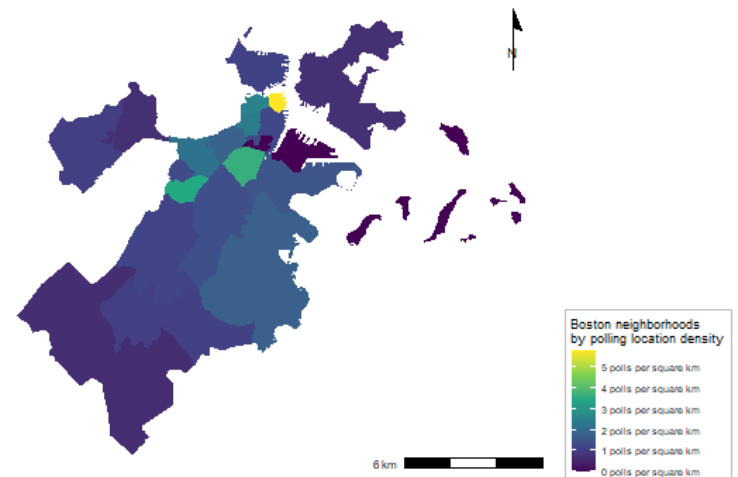 N
Boston neighborhoods
by polling location density
5 polls per square km
4 polls per square km
3 polls per square km
2 polls per square km
1 polls per square km
0 polls per square km
6 km